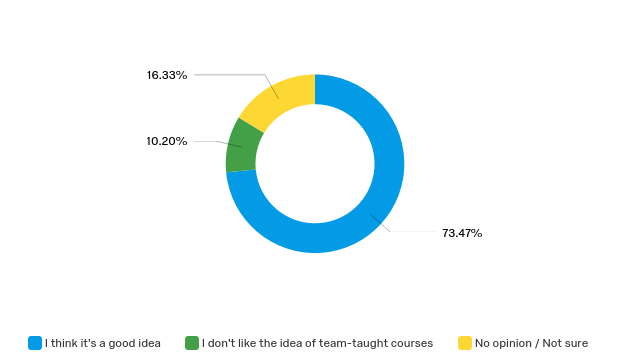 16.33%
10.20%
73.47%
I think it's a good idea
I don't like the idea of team-taught courses
No opinion / Not sure